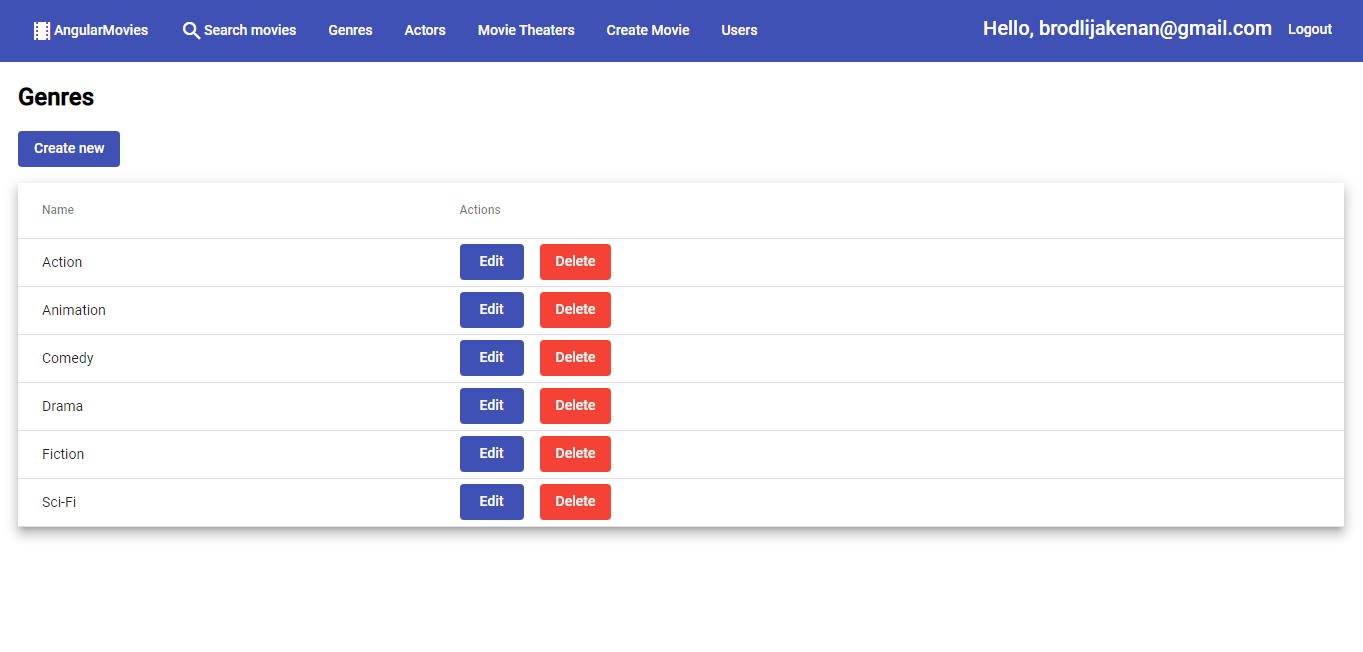 AngularMovies Search movies Genres Actors Movie Theaters Create Movie Users Hello, brodlijakenan@gmail.com Logout
Genres
Create new
Name Actions
Action Edit Delete
Animation Edit Delete
Comedy Edit Delete
Drama Edit Delete
Fiction Edit Delete
Sci-Fi Edit Delete